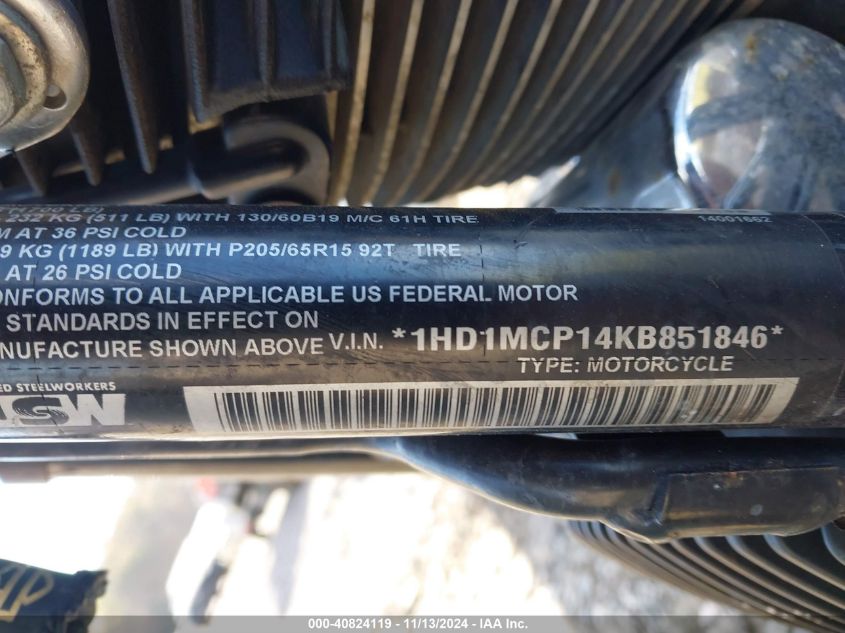 232 KG (511 LB) WITH 130/60B19 M/C 61H TIRE
14001662
M AT 36 PSI COLD
9 KG (1189 LB) WITH P205/65R15 92T TIRE
AT 26 PSI COLD
ONFORMS TO ALL APPLICABLE US FEDERAL MOTOR
STANDARDS IN EFFECT ON
NUFACTURE SHOWN ABOVE V.I.N. *1HD1MCP14KB851846*
TYPE: MOTORCYCLE
ED STEELWORKERS
000-40824119 - 11/13/2024 - IAA Inc.